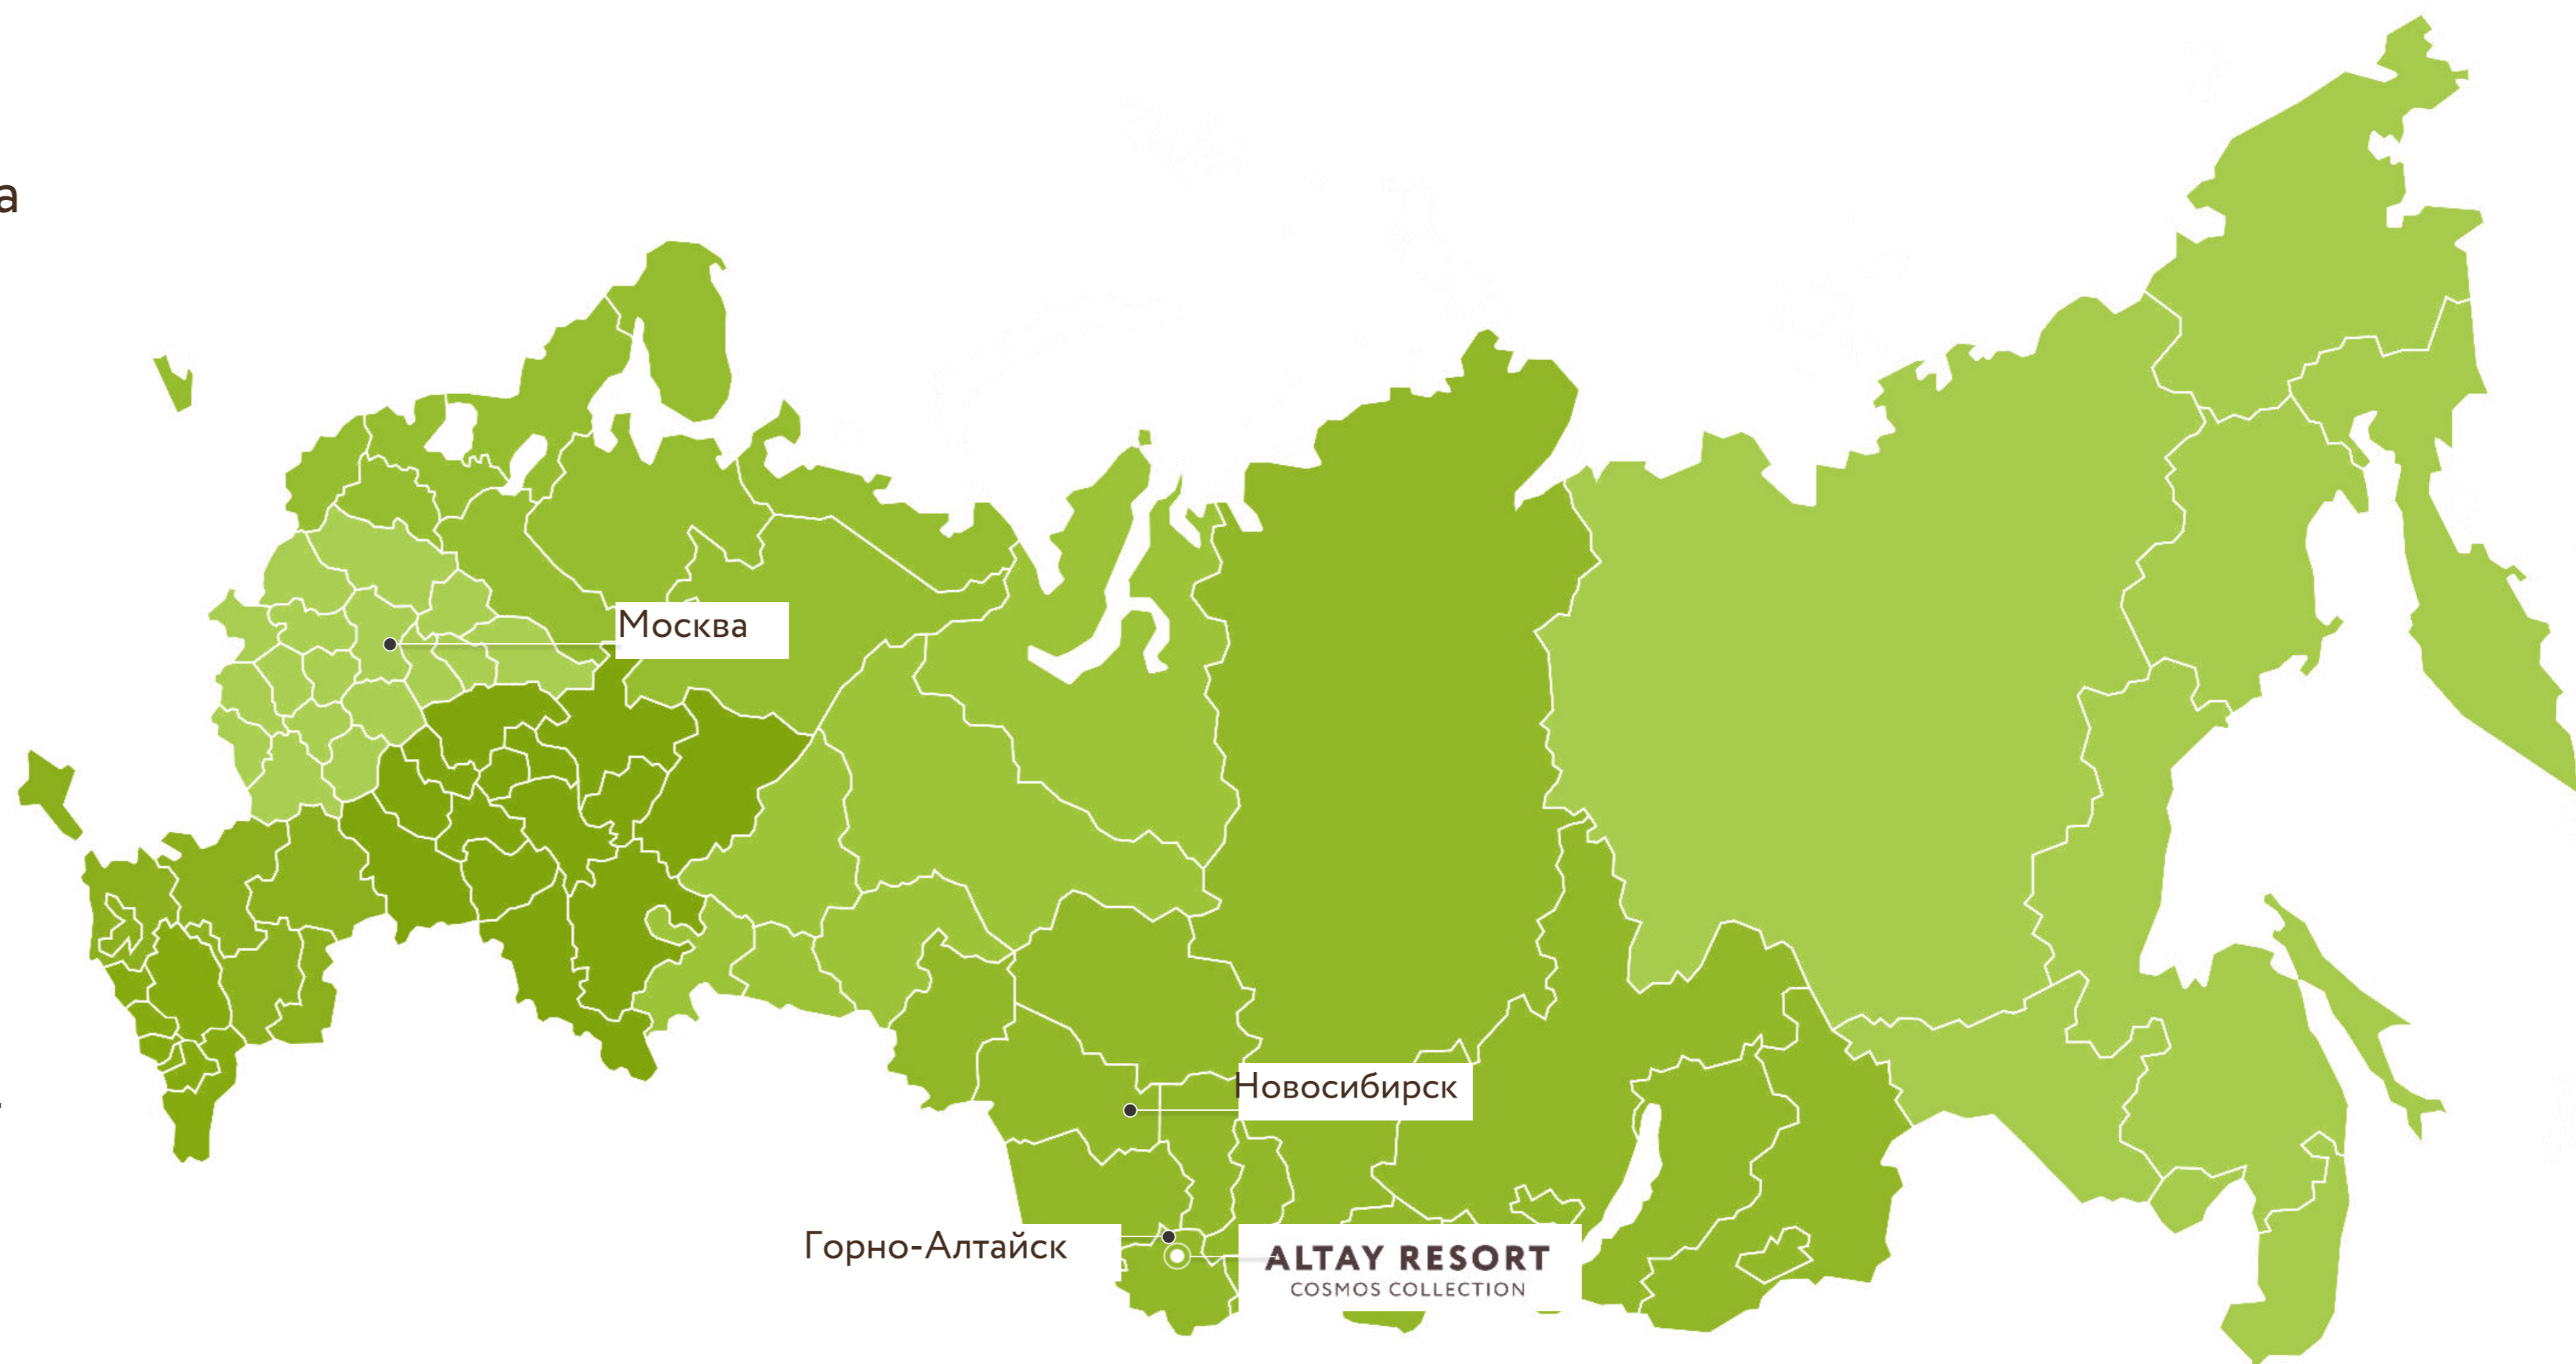 а
Москва
Новосибирск
Горно-Алтайск
ALTAY RESORT
COSMOS COLLECTION